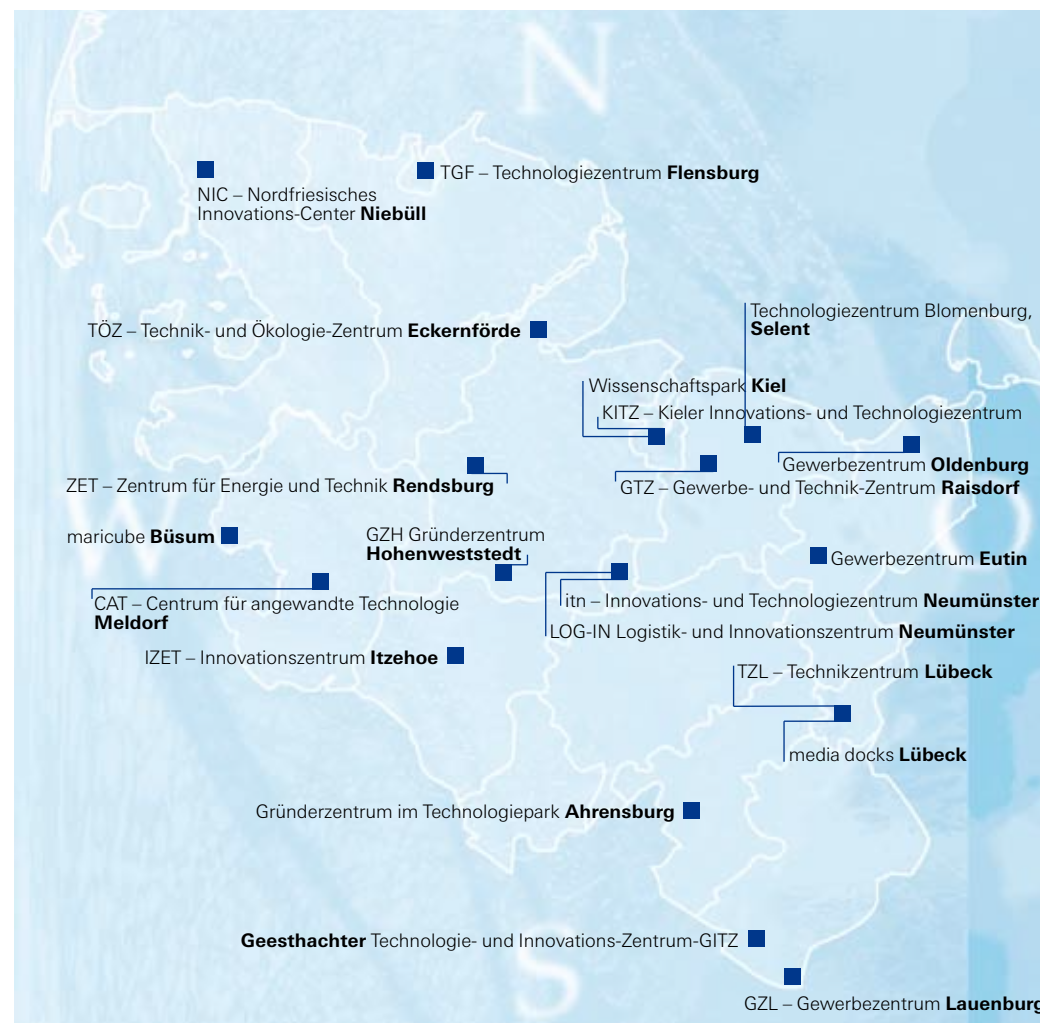 N
TGF – Technologiezentrum Flensburg
NIC – Nordfriesisches
Innovations-Center Niebüll
Technologiezentrum Blomenburg,
Selent
TÖZ – Technik- und Ökologie-Zentrum Eckernförde
Wissenschaftspark Kiel
KITZ – Kieler Innovations- und Technologiezentrum
Gewerbezentrum Oldenburg
ZET – Zentrum für Energie und Technik Rendsburg
GTZ – Gewerbe- und Technik-Zentrum Raisdorf
W
O
maricube Büsum
GZH Gründerzentrum
Hohenweststedt
Gewerbezentrum Eutin
CAT – Centrum für angewandte Technologie
Meldorf
itn – Innovations- und Technologiezentrum Neumünster
LOG-IN Logistik- und Innovationszentrum Neumünster
IZET – Innovationszentrum Itzehoe
TZL – Technikzentrum Lübeck
media docks Lübeck
Gründerzentrum im Technologiepark Ahrensburg
Geesthachter Technologie- und Innovations-Zentrum-GITZ
S
GZL – Gewerbezentrum Lauenburg